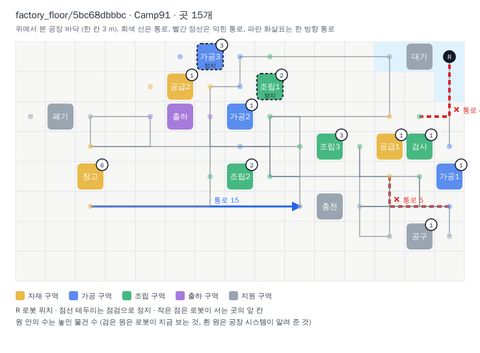 factory_floor/5bc68dbbbc · Camp91 · 곳 15개
위에서 본 공장 바닥 (한 칸 3 m). 회색 선은 통로, 빨간 점선은 막힌 통로, 파란 화살표는 한 방향 통로
가공3 3
정지
대기
R
가공2 1
조립1 2
정지
폐기
출하
가공2 1
✕ 통로
조립3 3
공급1 1
검사 1
창고 6
조립2 2
가공1 1
통로 15
충전
✕ 통로
공구 1
자재 구역
가공 구역
조립 구역
출하 구역
지원 구역
R 로봇 위치 · 점선 테두리는 점검으로 정지 · 작은 점은 로봇이 서는 곳의 앞 칸
원 안의 수는 놓인 물건 수 (검은 원은 로봇이 지금 보는 것, 흰 원은 공장 시스템이 알려 준 것)